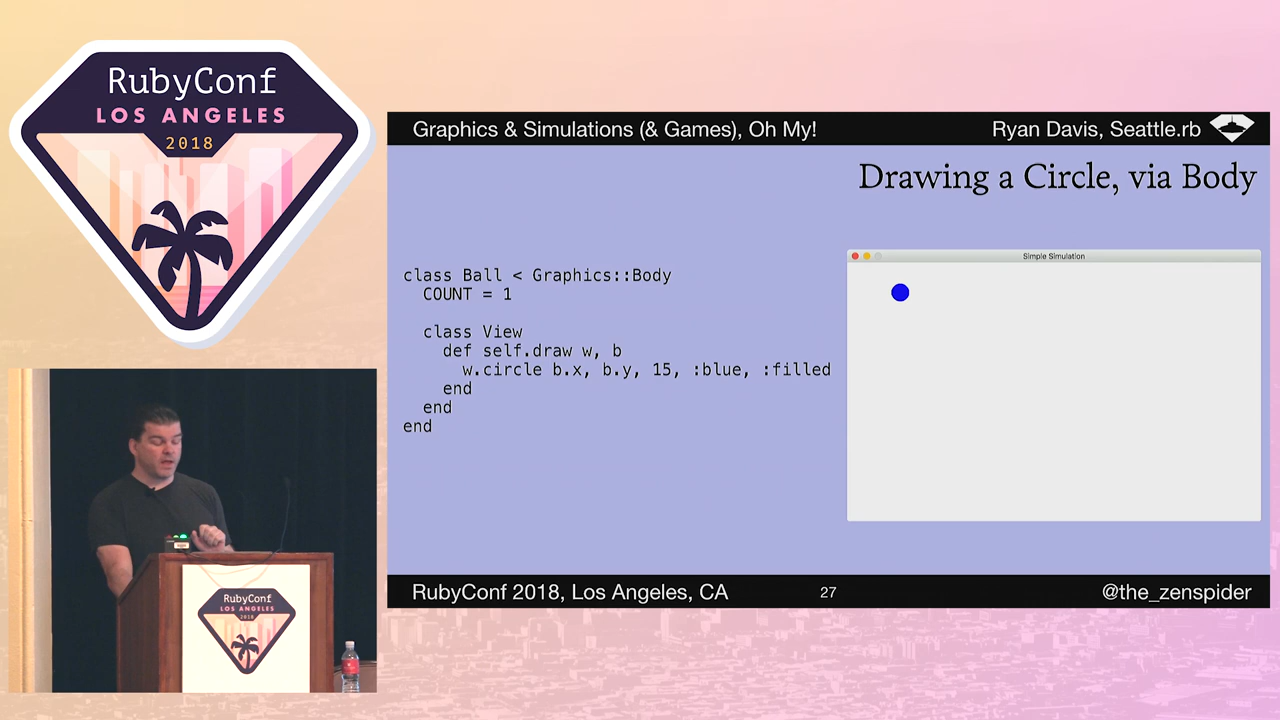 RubyConf
LOS ANGELES
2018
Graphics & Simulations (& Games), Oh My!
Ryan Davis, Seattle.rb
Drawing a Circle, via Body
class Ball < Graphics::Body
  COUNT = 1
  class View
    def self.draw w, b
      w.circle b.x, b.y, 15, :blue, :filled
    end
  end
end
Simple Simulation
RubyConf 2018, Los Angeles, CA
27
@the_zenspider
RubyConf
LOS ANGELES
2018